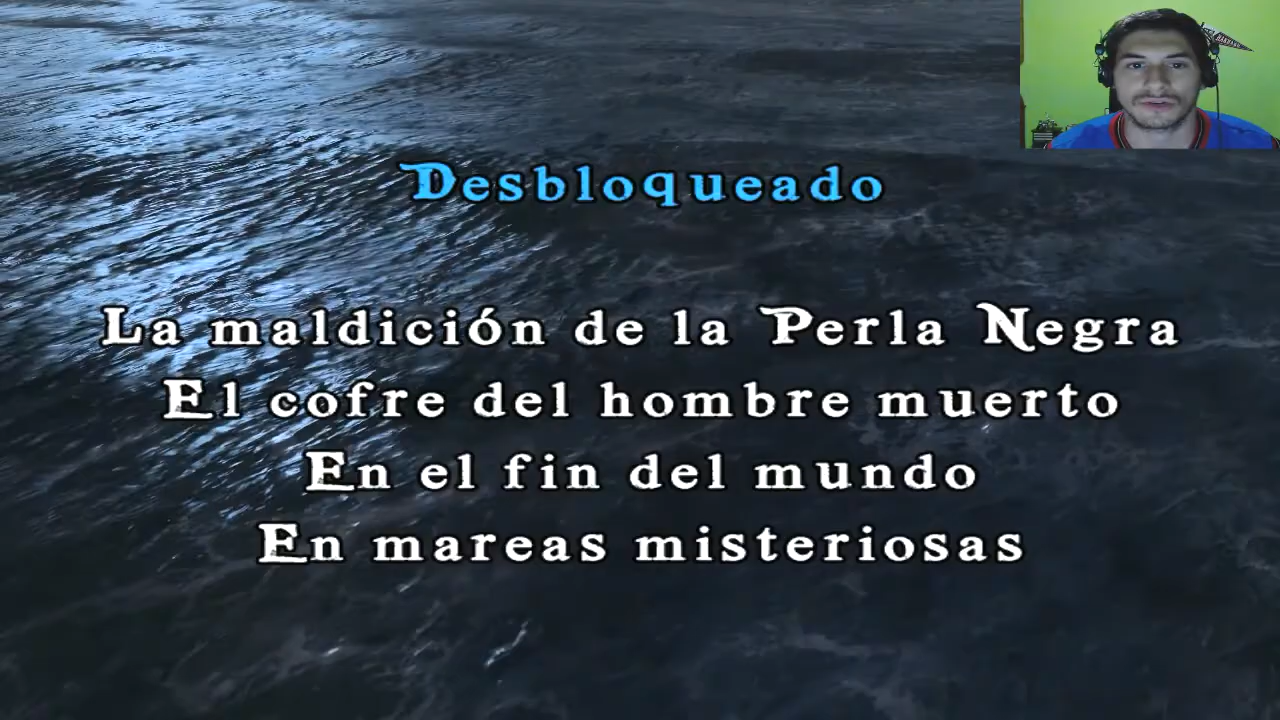 Desbloqueado
La maldición de la Perla Negra
El cofre del hombre muerto
En el fin del mundo
En mareas misteriosas